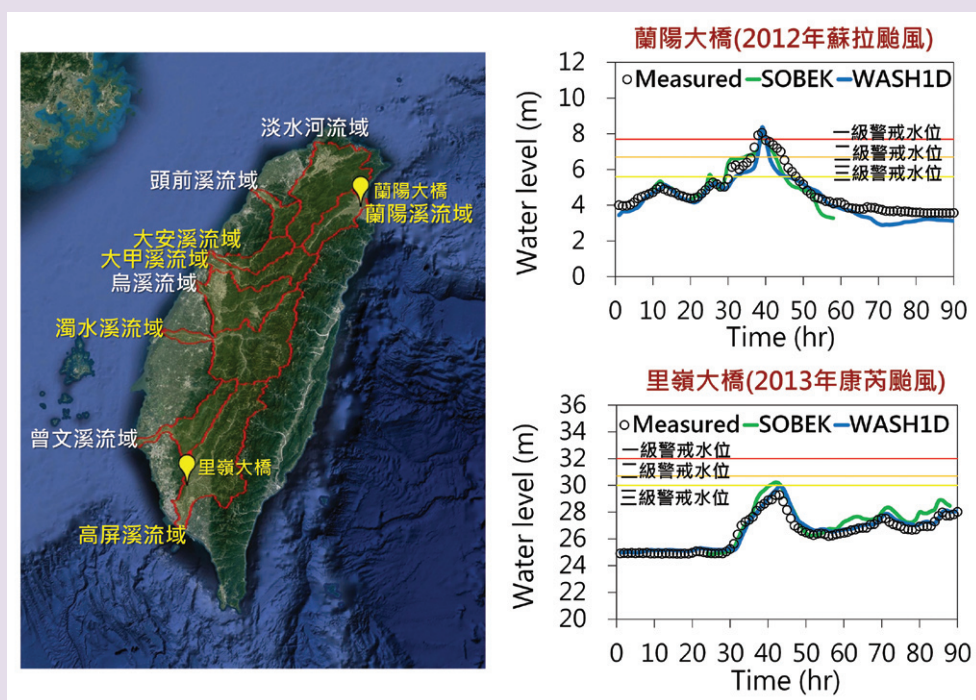 淡水河流域
頭前溪流域
蘭陽大橋
蘭陽溪流域
大安溪流域
大甲溪流域
烏溪流域
濁水溪流域
曾文溪流域
里嶺大橋
高屏溪流域
蘭陽大橋(2012年蘇拉颱風)
Water level (m)
12
10
8
6
4
2
0
Measured SOBEK WASH1D
一級警戒水位
二級警戒水位
三級警戒水位
0 10 20 30 40 50 60 70 80 90
Time (hr)
里嶺大橋(2013年康芮颱風)
Water level (m)
36
34
32
30
28
26
24
22
20
Measured SOBEK WASH1D
一級警戒水位
二級警戒水位
三級警戒水位
0 10 20 30 40 50 60 70 80 90
Time (hr)